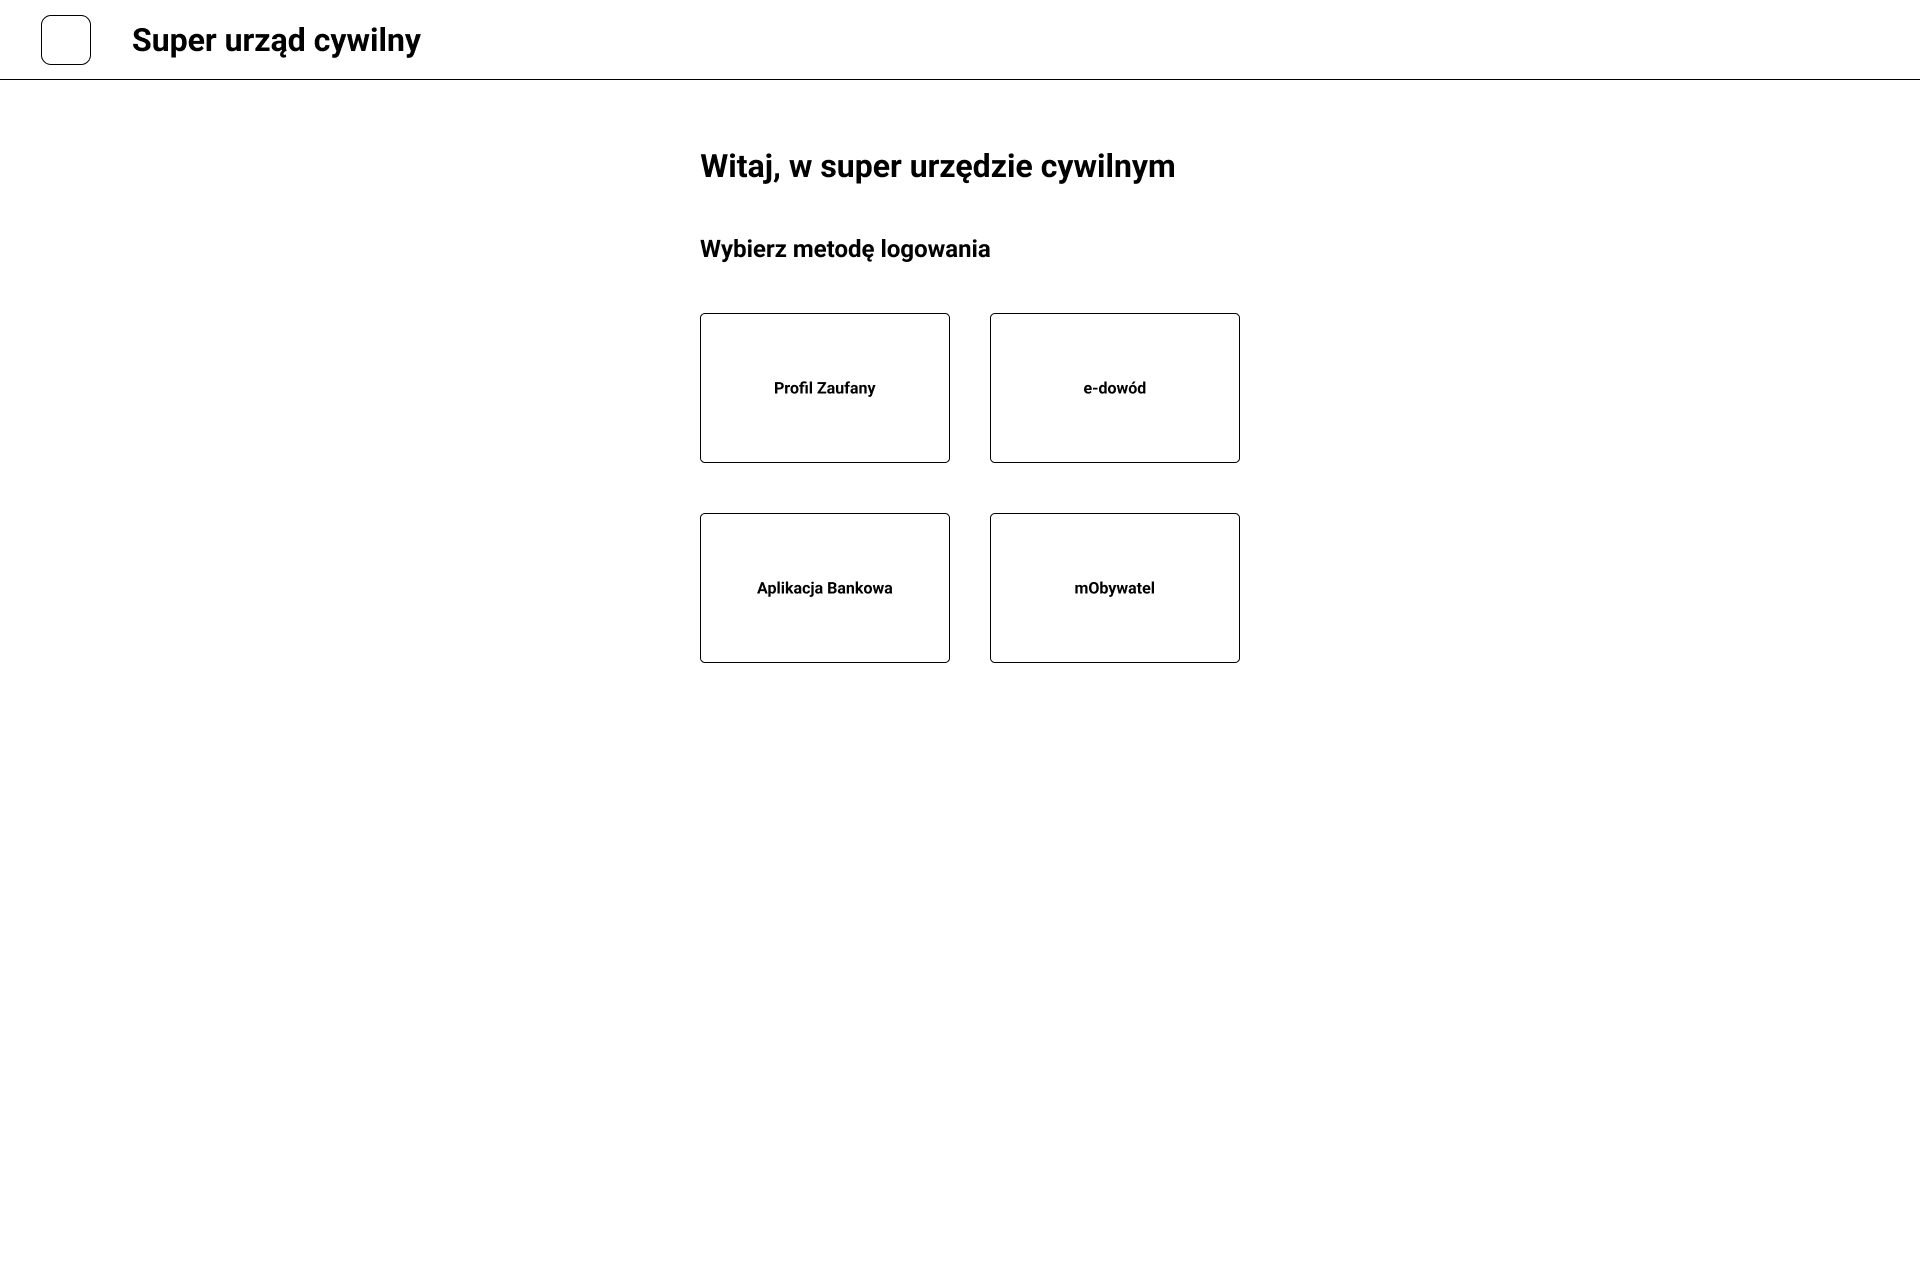 Super urząd cywilny
Witaj, w super urzędzie cywilnym
Wybierz metodę logowania
Profil Zaufany
e-dowód
Aplikacja Bankowa
mObywatel